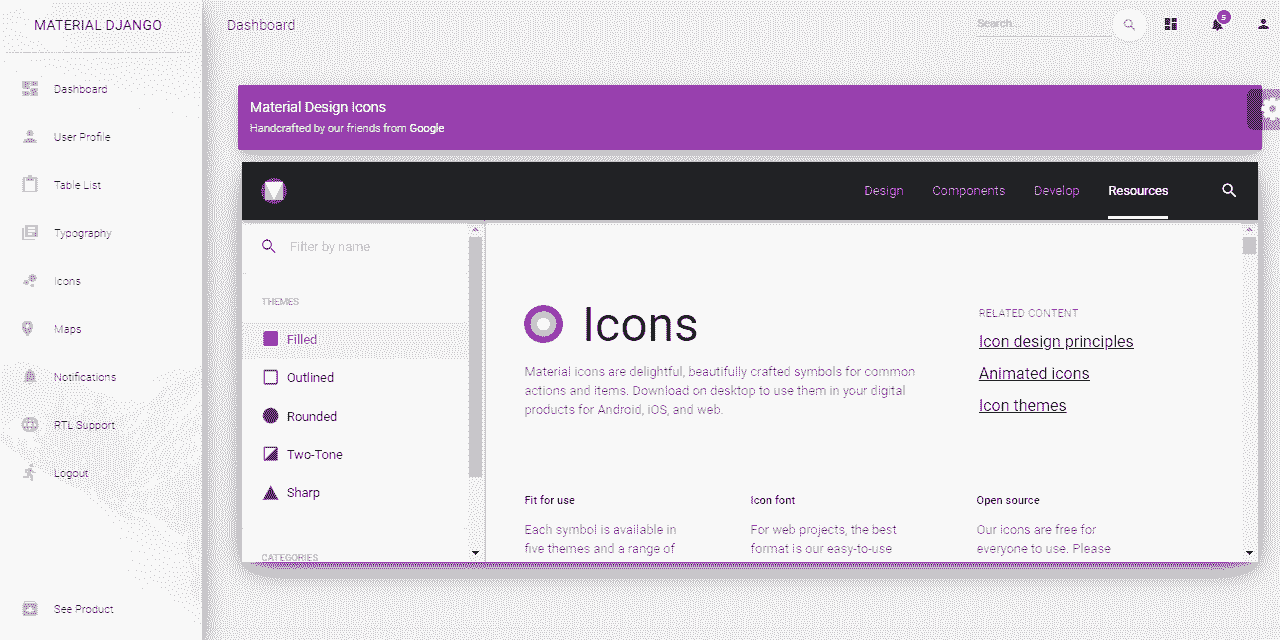 MATERIAL DJANGO
Dashboard
User Profile
Table List
Typography
Icons
Maps
Notifications
RTL Support
Logout
See Product
Dashboard
Search...
5
Material Design Icons
Handcrafted by our friends from Google
Design
Components
Develop
Resources
Filter by name
THEMES
Filled
Outlined
Rounded
Two-Tone
Sharp
CATEGORIES
Icons
Material icons are delightful, beautifully crafted symbols for common
actions and items. Download on desktop to use them in your digital
products for Android, iOS, and web.
RELATED CONTENT
Icon design principles
Animated icons
Icon themes
Fit for use
Each symbol is available in
five themes and a range of
Icon font
For web projects, the best
format is our easy-to-use
Open source
Our icons are free for
everyone to use. Please